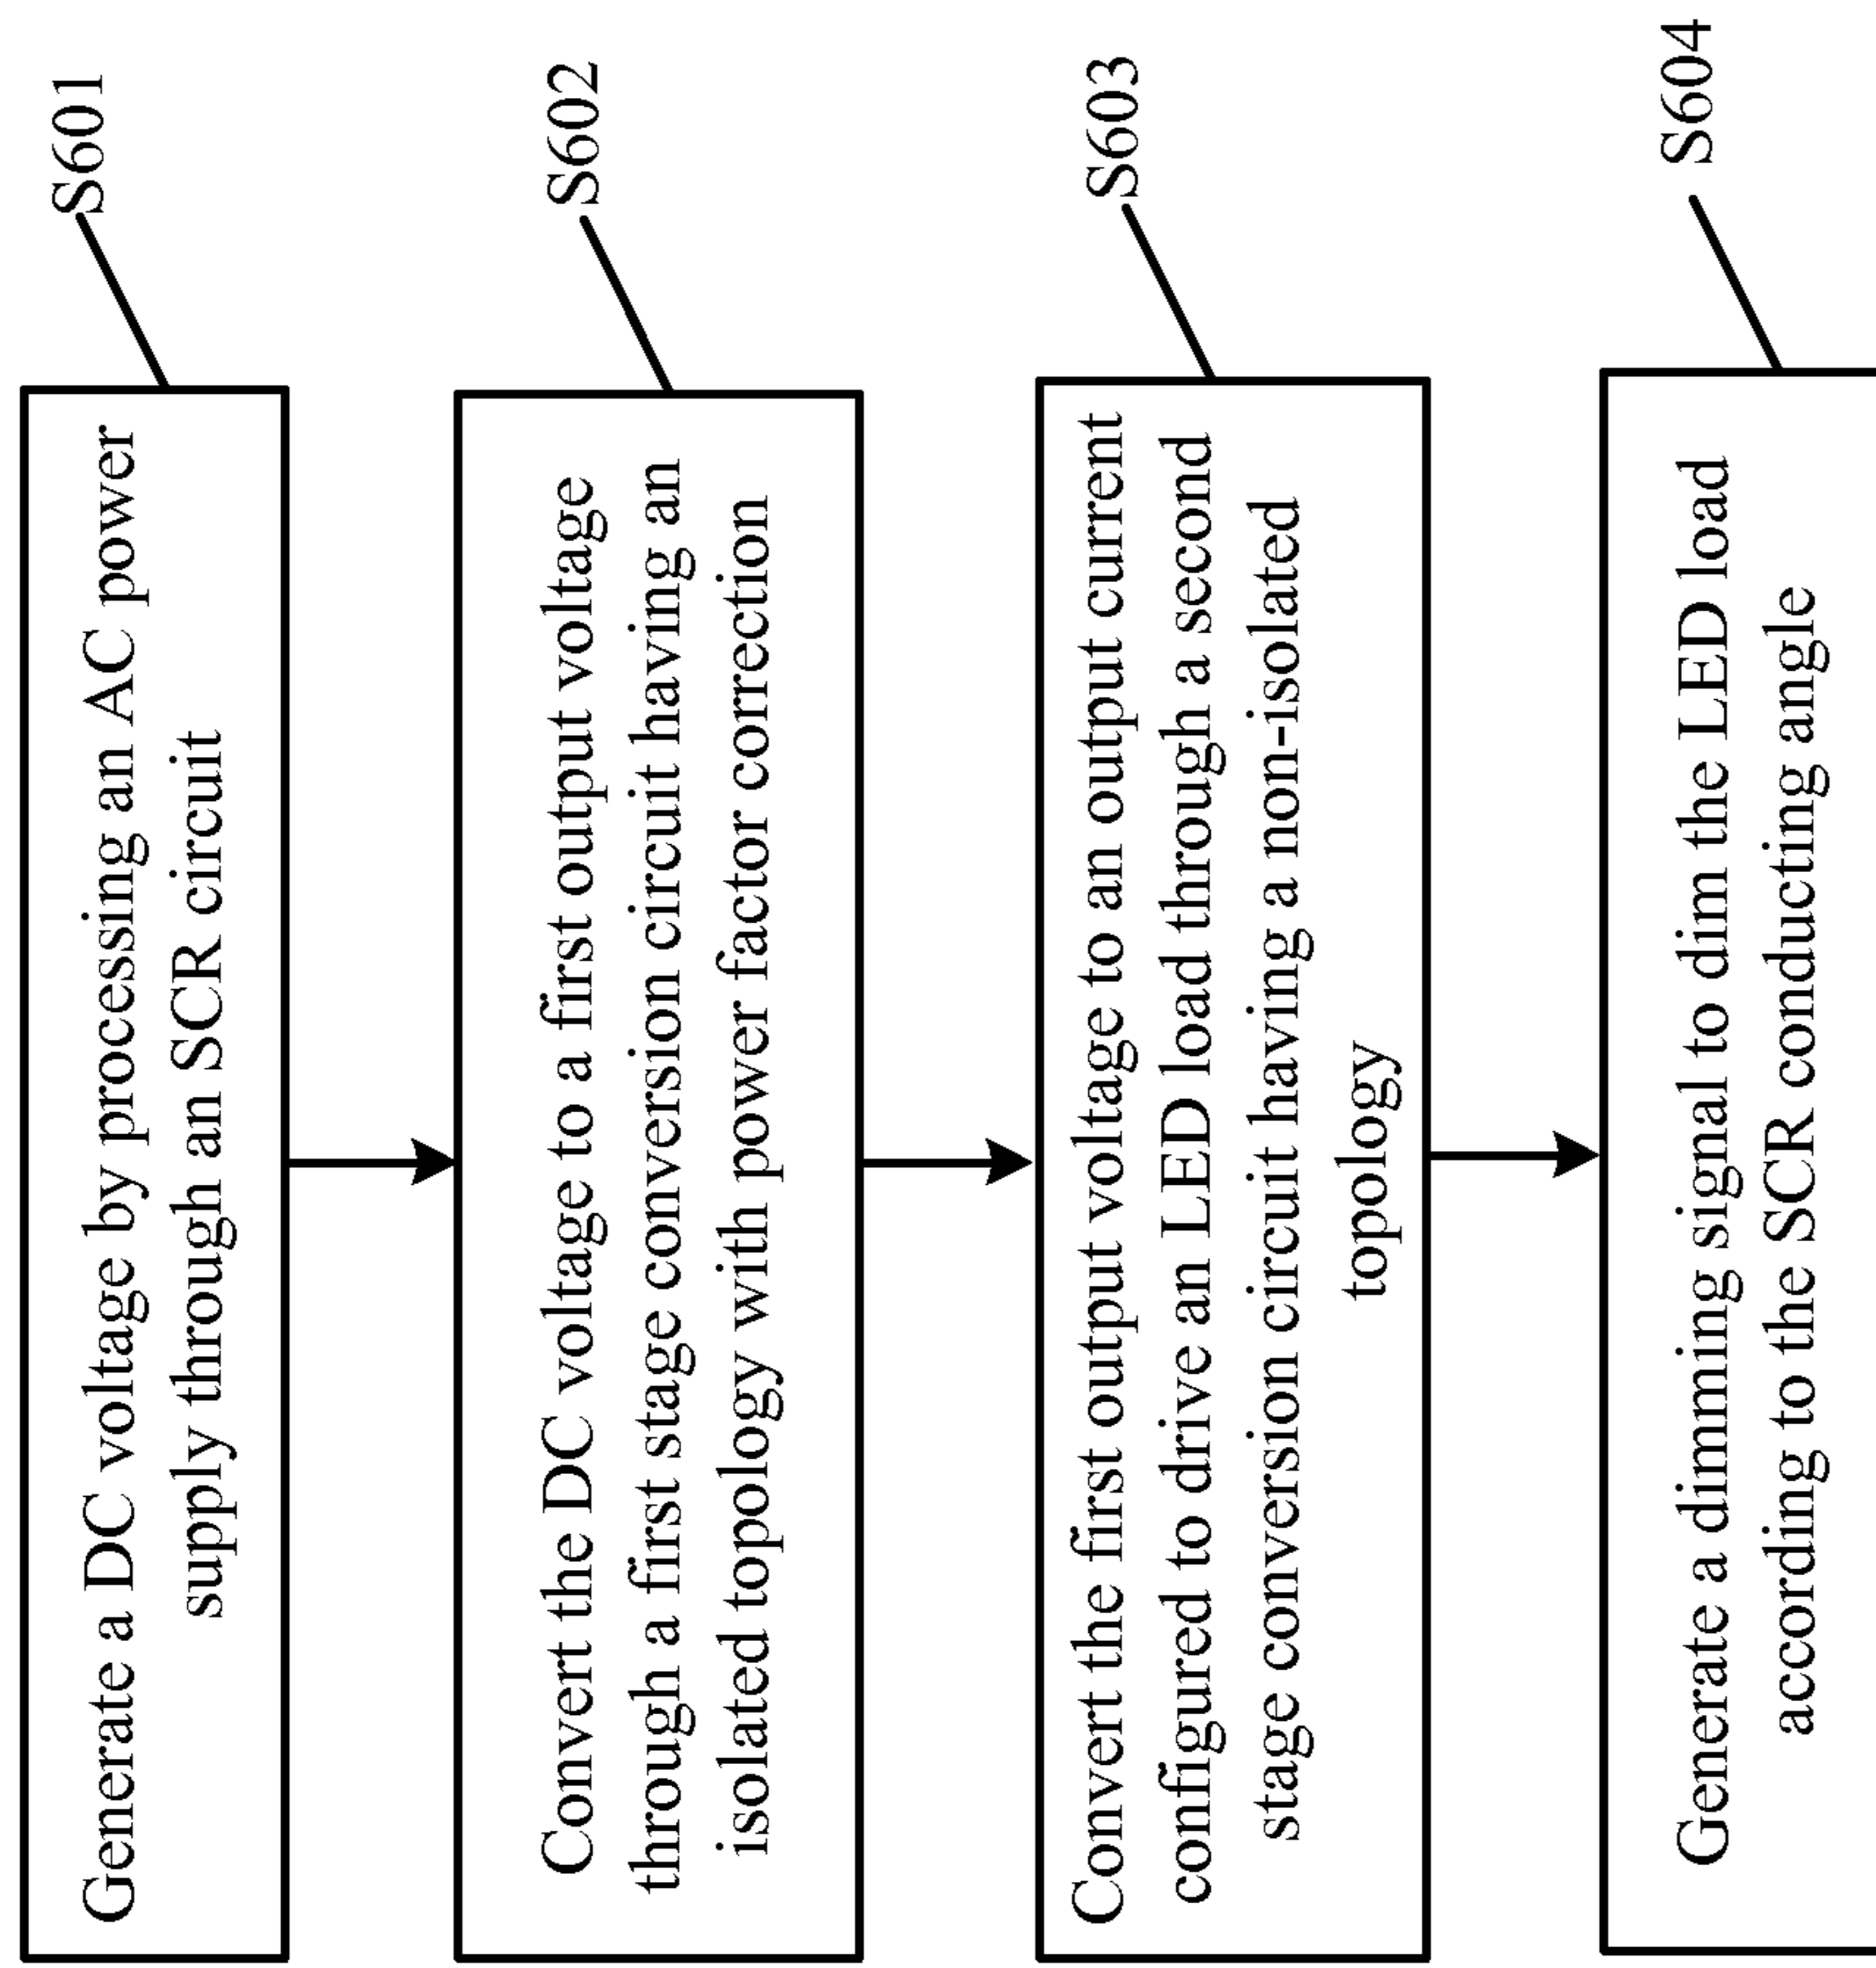 Generate a DC voltage by processing an AC power
supply through an SCR circuit
S601
Convert the DC voltage to a first output voltage
through a first stage conversion circuit having an
isolated topology with power factor correction
S602
Convert the first output voltage to an output current
configured to drive an LED load through a second
stage conversion circuit having a non-isolated
topology
S603
Generate a dimming signal to dim the LED load
according to the SCR conducting angle
S604